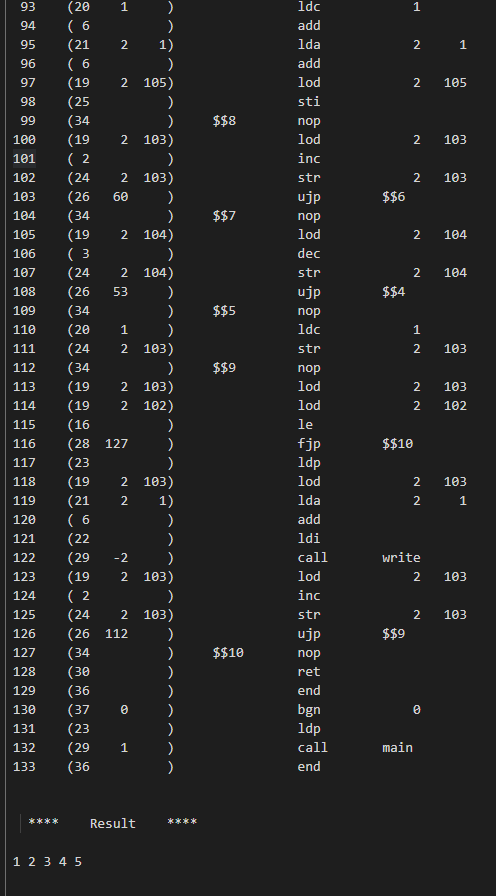 93    (20    1     )                ldc            1
94    ( 6          )                add
95    (21    2    1)                lda            2     1
96    ( 6          )                add
97    (19    2  105)                lod            2   105
98    (25          )                sti
99    (34          )     $$8        nop
100    (19    2  103)                lod            2   103
101    ( 2          )                inc
102    (24    2  103)                str            2   103
103    (26   60     )                ujp        $$6
104    (34          )     $$7        nop
105    (19    2  104)                lod            2   104
106    ( 3          )                dec
107    (24    2  104)                str            2   104
108    (26   53     )                ujp        $$4
109    (34          )     $$5        nop
110    (20    1     )                ldc            1
111    (24    2  103)                str            2   103
112    (34          )     $$9        nop
113    (19    2  103)                lod            2   103
114    (19    2  102)                lod            2   102
115    (16          )                le
116    (28  127     )                fjp        $$10
117    (23          )                ldp
118    (19    2  103)                lod            2   103
119    (21    2    1)                lda            2     1
120    ( 6          )                add
121    (22          )                ldi
122    (29   -2     )                call       write
123    (19    2  103)                lod            2   103
124    ( 2          )                inc
125    (24    2  103)                str            2   103
126    (26  112     )                ujp        $$9
127    (34          )     $$10       nop
128    (30          )                ret
129    (36          )                end
130    (37    0     )                bgn            0
131    (23          )                ldp
132    (29    1     )                call       main
133    (36          )                end
****    Result    ****
1 2 3 4 5